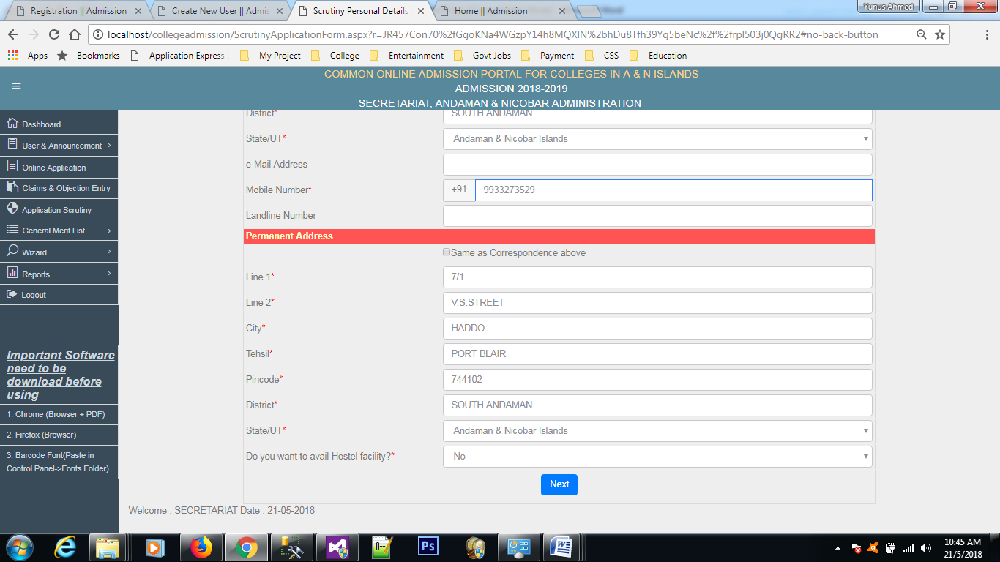 Registration || Admission
Create New User || Admis
Scrutiny Personal Details
Home || Admission
Yunus Ahmed
localhost/collegeadmission/ScrutinyApplicationForm.aspx?r=JR457Con70%2fGgoKNa4WGzpY14h8MQXlN%2bhDu8Tfh39Yg5beNc%2f%2frpl503j0QgRR2#no-back-button
Apps
Bookmarks
Application Express
My Project
College
Entertainment
Govt Jobs
Payment
CSS
Education
COMMON ONLINE ADMISSION PORTAL FOR COLLEGES IN A & N ISLANDS
ADMISSION 2018-2019
SECRETARIAT, ANDAMAN & NICOBAR ADMINISTRATION
Dashboard
User & Announcement
Online Application
Claims & Objection Entry
Application Scrutiny
General Merit List
Wizard
Reports
Logout
Important Software
need to be
download before
using
1. Chrome (Browser + PDF)
2. Firefox (Browser)
3. Barcode Font(Paste in
Control Panel->Fonts Folder)
District* SOUTH ANDAMAN
State/UT* Andaman & Nicobar Islands
e-Mail Address
Mobile Number* +91 9933273529
Landline Number
Permanent Address
Same as Correspondence above
Line 1* 7/1
Line 2* V.S.STREET
City* HADDO
Tehsil* PORT BLAIR
Pincode* 744102
District* SOUTH ANDAMAN
State/UT* Andaman & Nicobar Islands
Do you want to avail Hostel facility?* No
Next
Welcome : SECRETARIAT Date : 21-05-2018
Ps
10:45 AM
21/5/2018